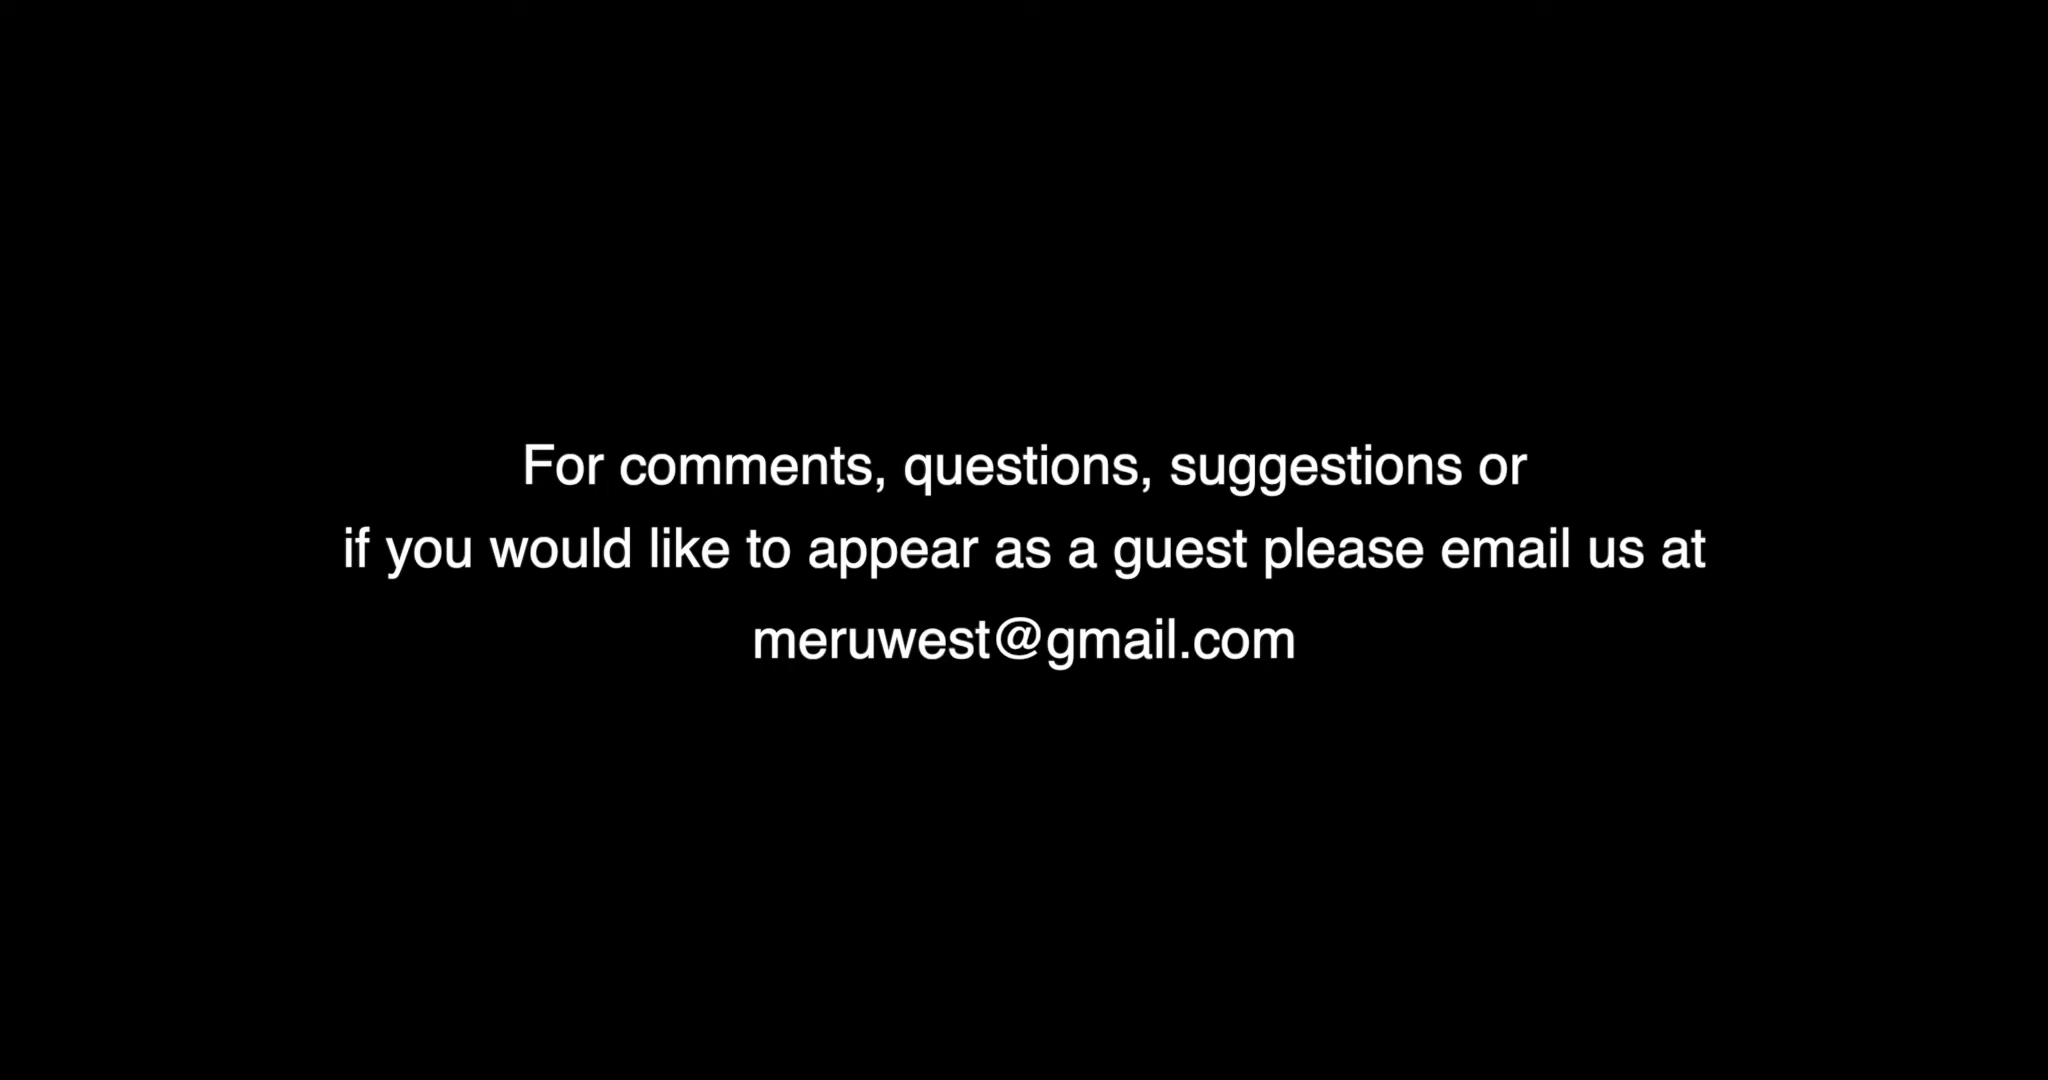 For comments, questions, suggestions or
if you would like to appear as a guest please email us at
meruwest@gmail.com